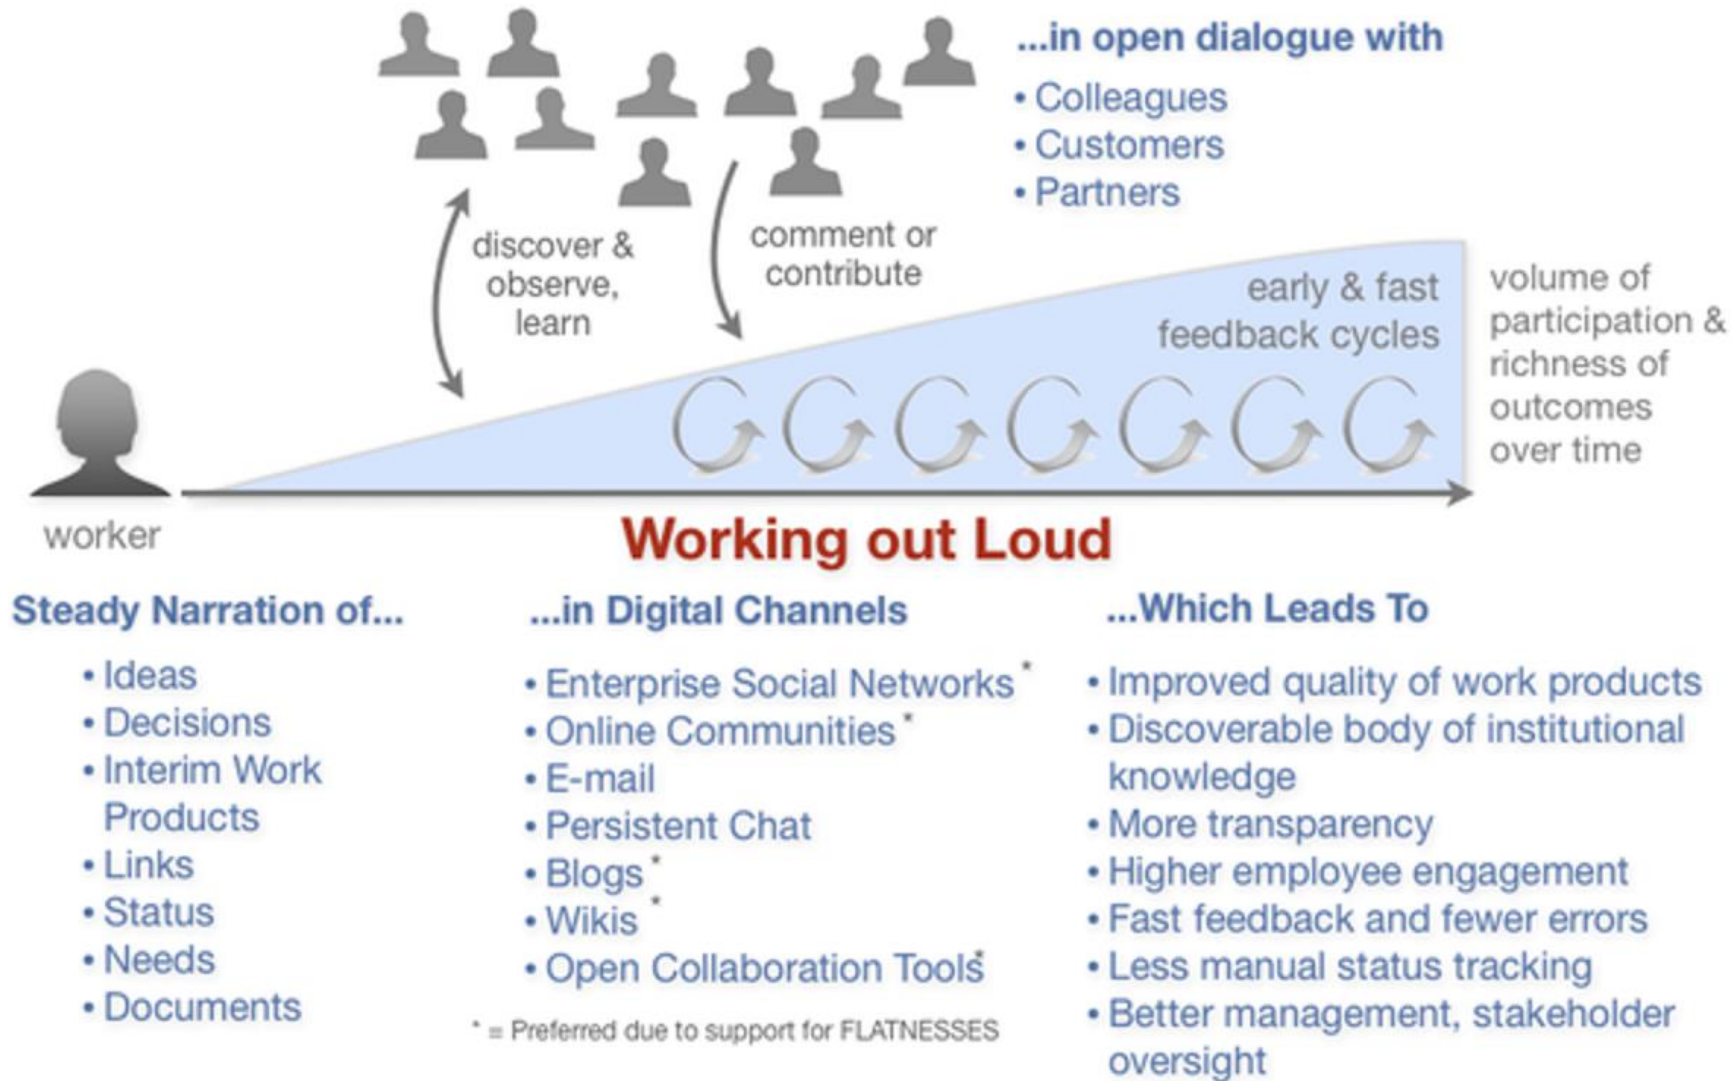 ...in open dialogue with
• Colleagues
• Customers
• Partners
discover &
observe,
learn
comment or
contribute
early & fast
feedback cycles
volume of
participation &
richness of
outcomes
over time
worker
Working out Loud
Steady Narration of...
• Ideas
• Decisions
• Interim Work
Products
• Links
• Status
• Needs
• Documents
...in Digital Channels
• Enterprise Social Networks *
• Online Communities *
• E-mail
• Persistent Chat
• Blogs *
• Wikis *
• Open Collaboration Tools*
* = Preferred due to support for FLATNESSES
...Which Leads To
• Improved quality of work products
• Discoverable body of institutional
knowledge
• More transparency
• Higher employee engagement
• Fast feedback and fewer errors
• Less manual status tracking
• Better management, stakeholder
oversight